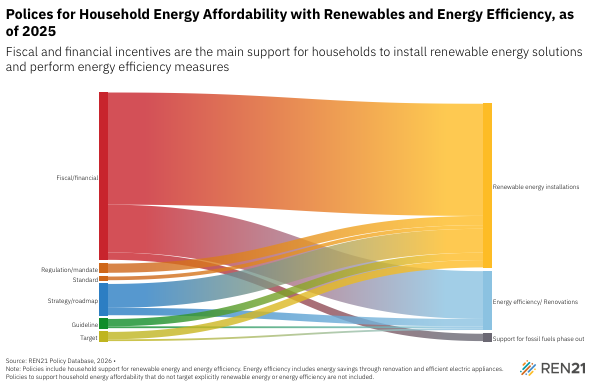 Polices for Household Energy Affordability with Renewables and Energy Efficiency, as
of 2025
Fiscal and financial incentives are the main support for households to install renewable energy solutions
and perform energy efficiency measures
Fiscal/financial
Renewable energy installations
Regulation/mandate
Standard
Strategy/roadmap
Energy efficiency/ Renovations
Guideline
Target
Support for fossil fuels phase out
Source: REN21 Policy Database, 2026 •
Note: Policies include household support for renewable energy and energy efficiency. Energy efficiency includes energy savings through renovation and efficient electric appliances.
Policies to support household energy affordability that do not target explicitly renewable energy or energy efficiency are not included.
REN21